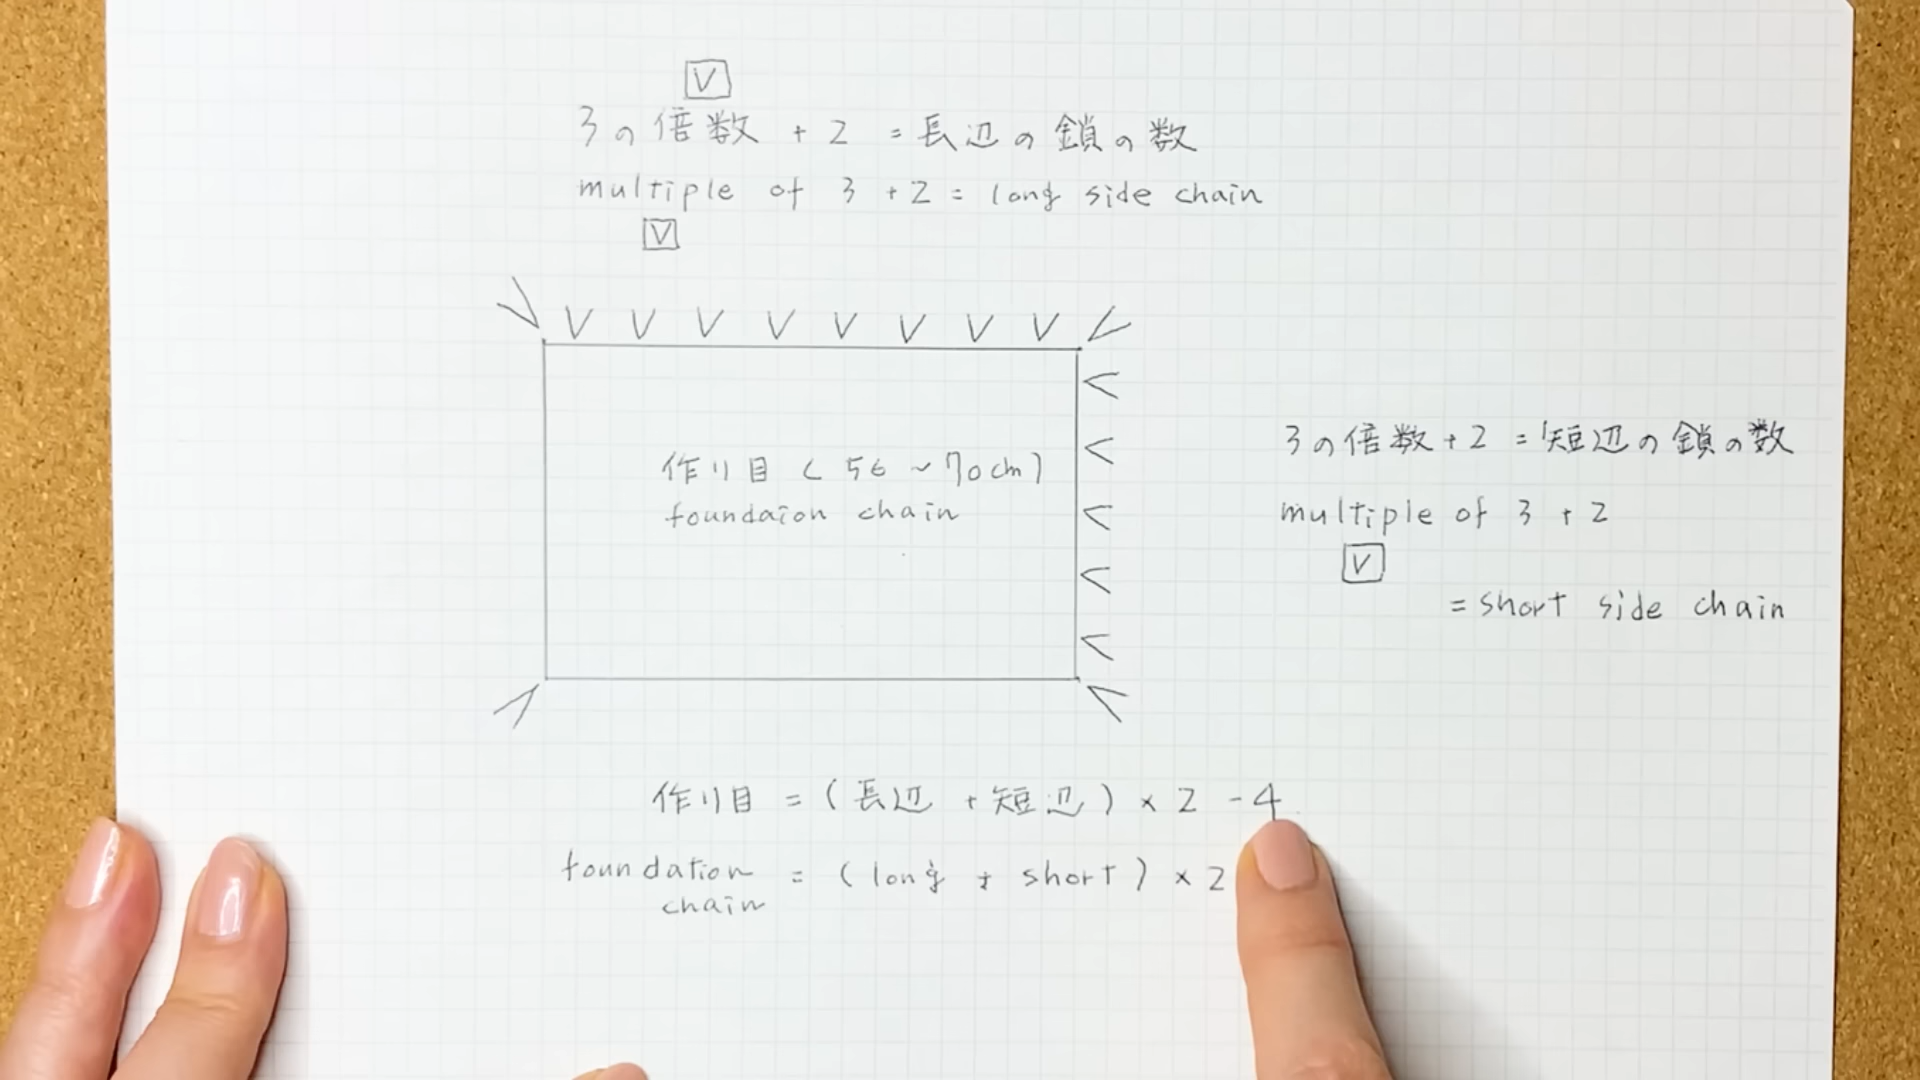 V
3の倍数 + 2 = 長辺の鎖の数
multiple of 3 + 2 = long side chain
V
V V V V V V V V V V
作り目 (56~70cm)
foundaion chain
< < < < <
3の倍数+2 = 短辺の鎖の数
multiple of 3 + 2
V
= short side chain
作り目 = (長辺 + 短辺) × 2 - 4
foundation = (long + short) × 2
chain